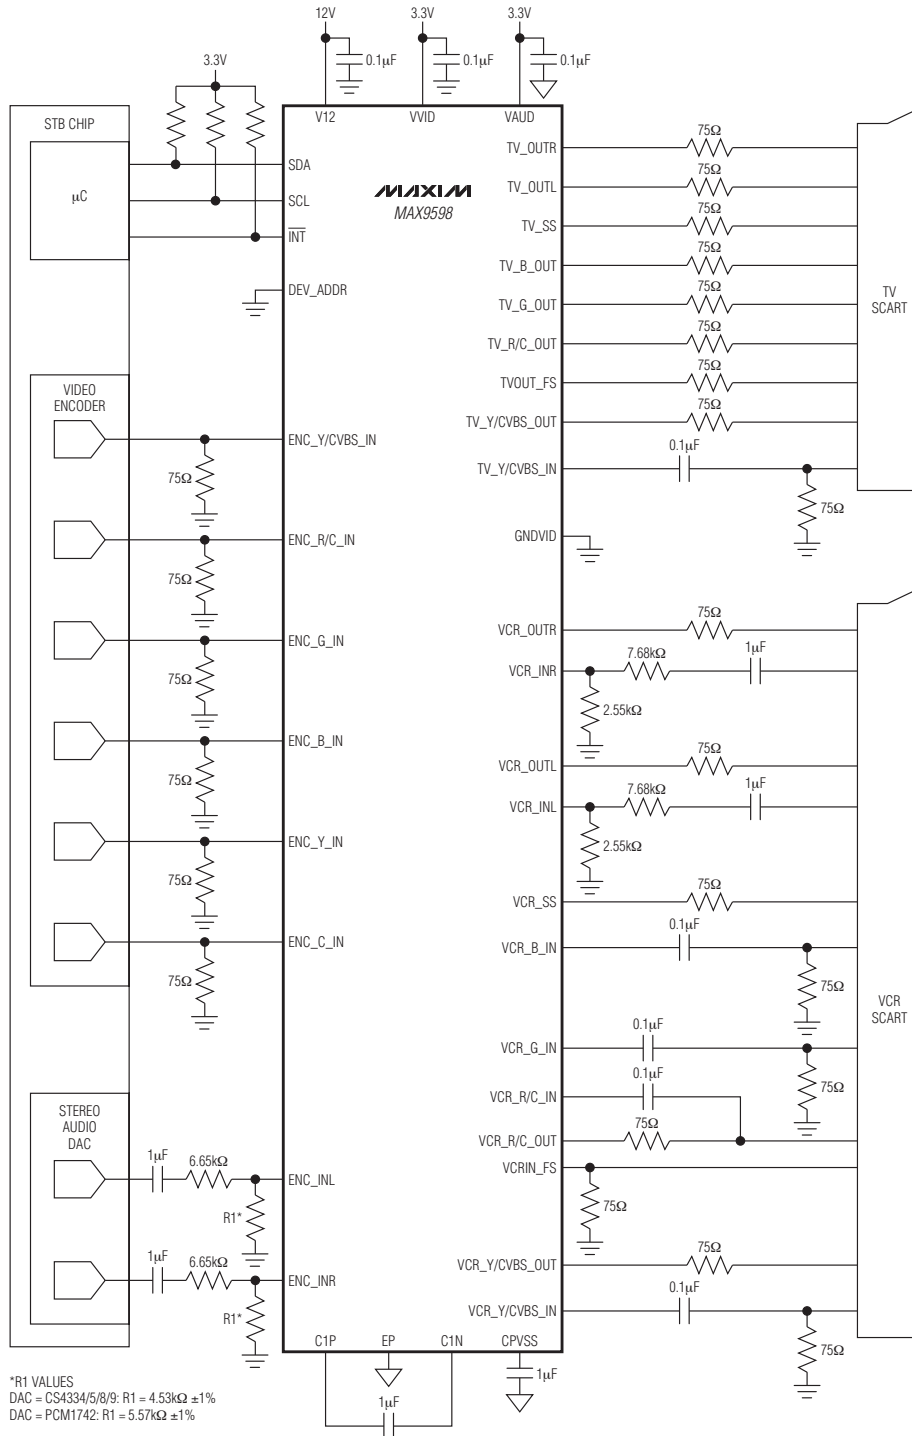 12V
3.3V
3.3V
0.1µF
0.1µF
0.1µF
3.3V
STB CHIP
µC
V12
VVID
VAUD
SDA
SCL
INT
DEV_ADDR
MAXIM
MAX9598
TV_OUTR
75Ω
TV_OUTL
75Ω
TV_SS
75Ω
TV_B_OUT
75Ω
TV_G_OUT
75Ω
TV_R/C_OUT
75Ω
TVOUT_FS
75Ω
TV_Y/CVBS_OUT
75Ω
TV_Y/CVBS_IN
0.1µF
75Ω
TV
SCART
GNDVID
VIDEO
ENCODER
ENC_Y/CVBS_IN
75Ω
ENC_R/C_IN
75Ω
ENC_G_IN
75Ω
ENC_B_IN
75Ω
ENC_Y_IN
75Ω
ENC_C_IN
75Ω
VCR_OUTR
75Ω
VCR_INR
7.68kΩ
1µF
2.55kΩ
VCR_OUTL
75Ω
VCR_INL
7.68kΩ
1µF
2.55kΩ
VCR_SS
75Ω
VCR_B_IN
0.1µF
75Ω
VCR
SCART
VCR_G_IN
0.1µF
75Ω
VCR_R/C_IN
0.1µF
VCR_R/C_OUT
75Ω
VCRIN_FS
75Ω
VCR_Y/CVBS_OUT
75Ω
VCR_Y/CVBS_IN
0.1µF
75Ω
STEREO
AUDIO
DAC
1µF
6.65kΩ
ENC_INL
R1*
1µF
6.65kΩ
ENC_INR
R1*
C1P
EP
C1N
CPVSS
1µF
1µF
*R1 VALUES
DAC = CS4334/5/8/9: R1 = 4.53kΩ ±1%
DAC = PCM1742: R1 = 5.57kΩ ±1%